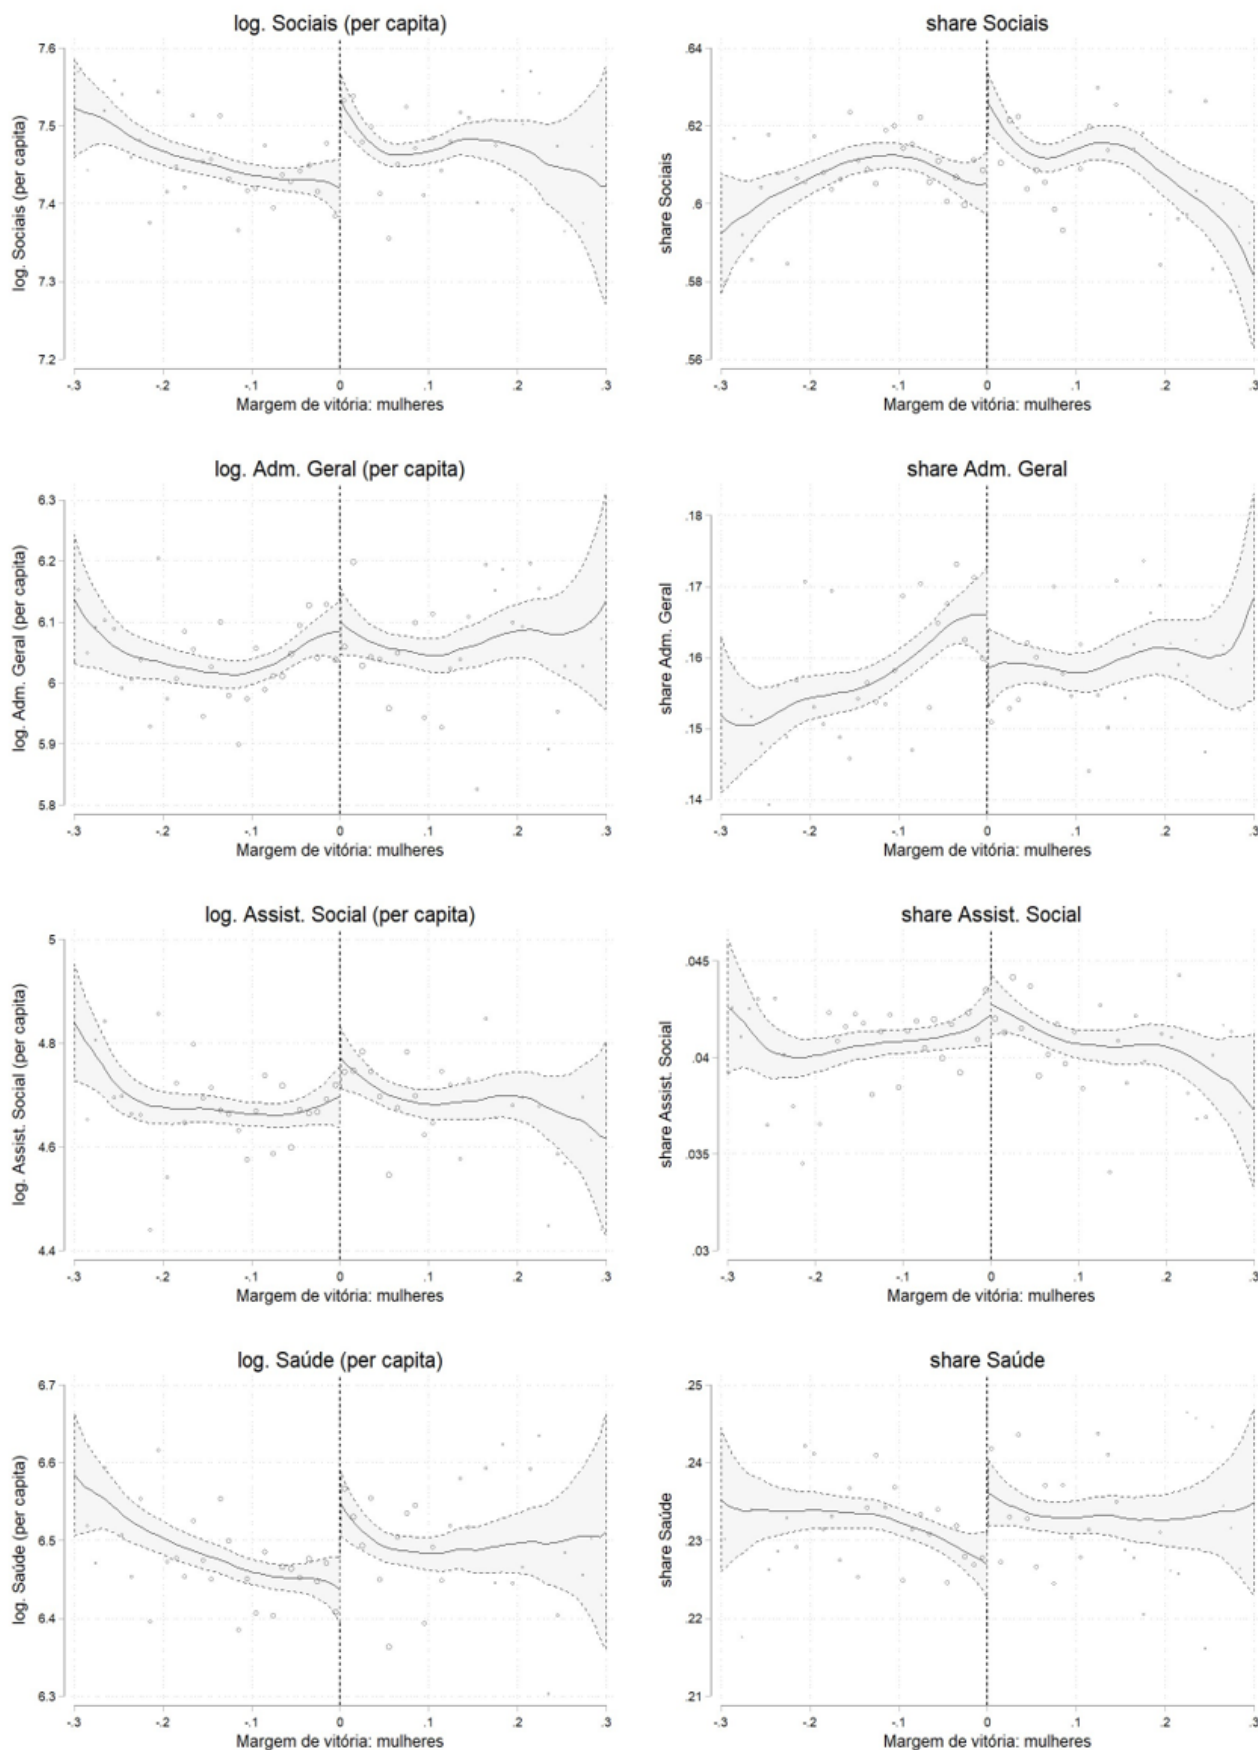 log. Sociais (per capita)
log. Sociais (per capita)
7.6
7.5
7.4
7.3
7.2
-.3 -.2 -.1 0 .1 .2 .3
Margem de vitória: mulheres
share Sociais
share Sociais
.64
.62
.6
.58
.56
-.3 -.2 -.1 0 .1 .2 .3
Margem de vitória: mulheres
log. Adm. Geral (per capita)
log. Adm. Geral (per capita)
6.3
6.2
6.1
6
5.9
5.8
-.3 -.2 -.1 0 .1 .2 .3
Margem de vitória: mulheres
share Adm. Geral
share Adm. Geral
.18
.17
.16
.15
.14
-.3 -.2 -.1 0 .1 .2 .3
Margem de vitória: mulheres
log. Assist. Social (per capita)
log. Assist. Social (per capita)
5
4.8
4.6
4.4
-.3 -.2 -.1 0 .1 .2 .3
Margem de vitória: mulheres
share Assist. Social
share Assist. Social
.045
.04
.035
.03
-.3 -.2 -.1 0 .1 .2 .3
Margem de vitória: mulheres
log. Saúde (per capita)
log. Saúde (per capita)
6.7
6.6
6.5
6.4
6.3
-.3 -.2 -.1 0 .1 .2 .3
Margem de vitória: mulheres
share Saúde
share Saúde
.25
.24
.23
.22
.21
-.3 -.2 -.1 0 .1 .2 .3
Margem de vitória: mulheres